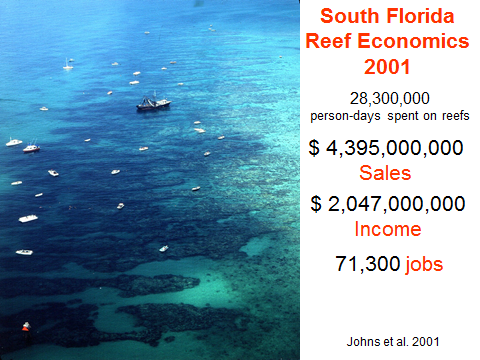 South Florida
Reef Economics
2001
28,300,000
person-days spent on reefs
$ 4,395,000,000
Sales
$ 2,047,000,000
Income
71,300 jobs
Johns et al. 2001